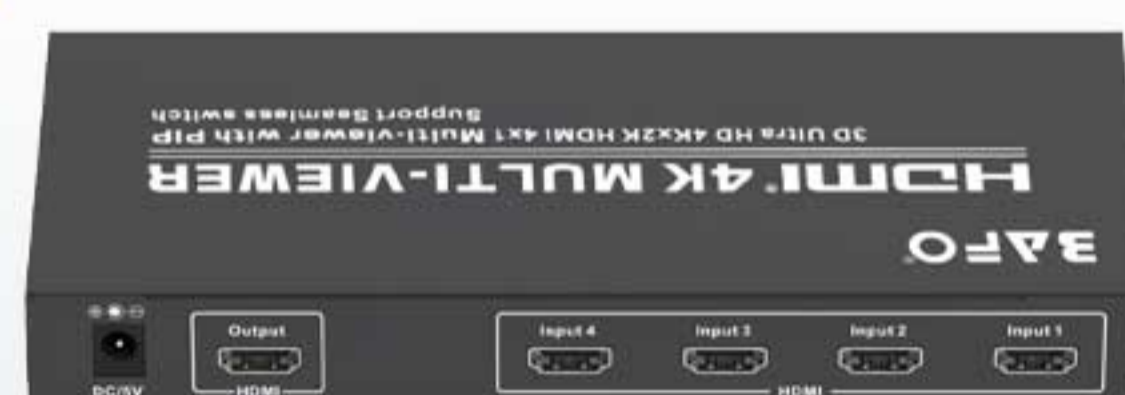 BAFO
HDMI 4K MULTI-VIEWER
3D Ultra HD 4Kx2K HDMI 4x1 Multi-viewer with PIP
Support Seamless switch
DC/5V
Output
HDMI
Input 4
Input 3
Input 2
Input 1
HDMI